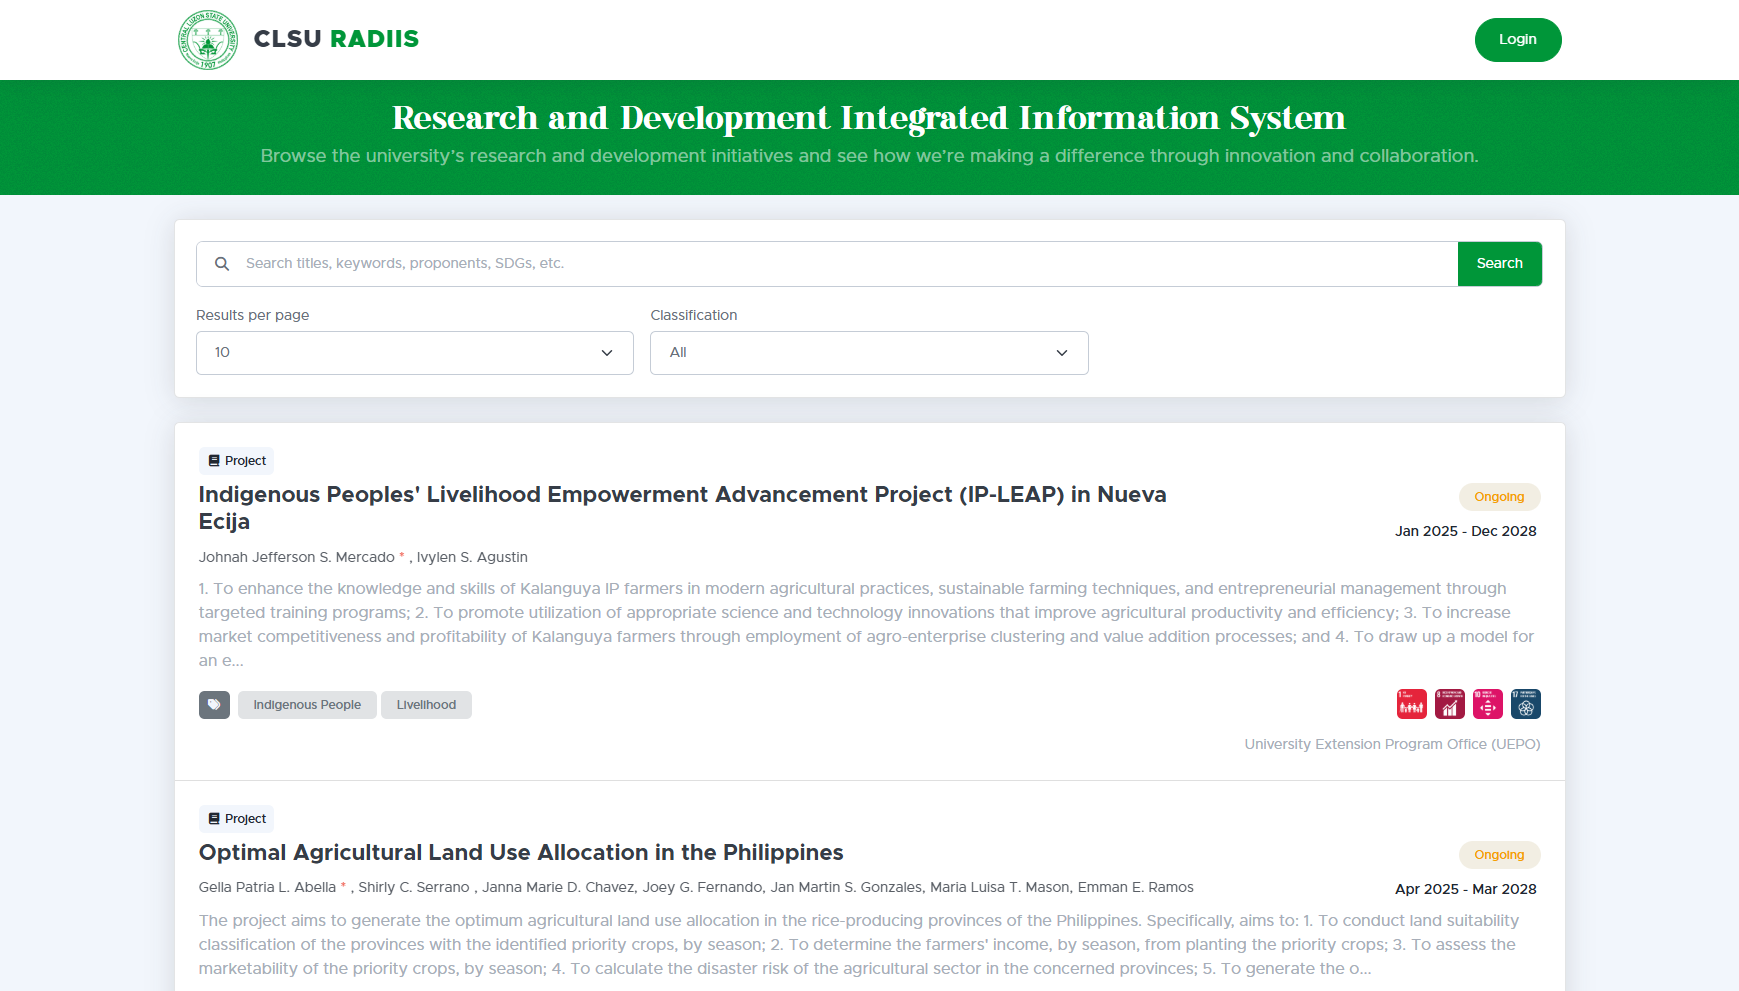 CENTRAL LUZON STATE UNIVERSITY
1907
CLSU RADIIS
Login
Research and Development Integrated Information System
Browse the university's research and development initiatives and see how we're making a difference through innovation and collaboration.
Search titles, keywords, proponents, SDGs, etc.
Search
Results per page
Classification
10
All
Project
Indigenous Peoples' Livelihood Empowerment Advancement Project (IP-LEAP) in Nueva
Ecija
Ongoing
Jan 2025 - Dec 2028
Johnah Jefferson S. Mercado * , Ivylen S. Agustin
1. To enhance the knowledge and skills of Kalanguya IP farmers in modern agricultural practices, sustainable farming techniques, and entrepreneurial management through
targeted training programs; 2. To promote utilization of appropriate science and technology innovations that improve agricultural productivity and efficiency; 3. To increase
market competitiveness and profitability of Kalanguya farmers through employment of agro-enterprise clustering and value addition processes; and 4. To draw up a model for
an e...
Indigenous People
Livelihood
1
8
10
17
University Extension Program Office (UEPO)
Project
Optimal Agricultural Land Use Allocation in the Philippines
Ongoing
Gella Patria L. Abella * , Shirly C. Serrano , Janna Marie D. Chavez, Joey G. Fernando, Jan Martin S. Gonzales, Maria Luisa T. Mason, Emman E. Ramos
Apr 2025 - Mar 2028
The project aims to generate the optimum agricultural land use allocation in the rice-producing provinces of the Philippines. Specifically, aims to: 1. To conduct land suitability
classification of the provinces with the identified priority crops, by season; 2. To determine the farmers' income, by season, from planting the priority crops; 3. To assess the
marketability of the priority crops, by season; 4. To calculate the disaster risk of the agricultural sector in the concerned provinces; 5. To generate the o...